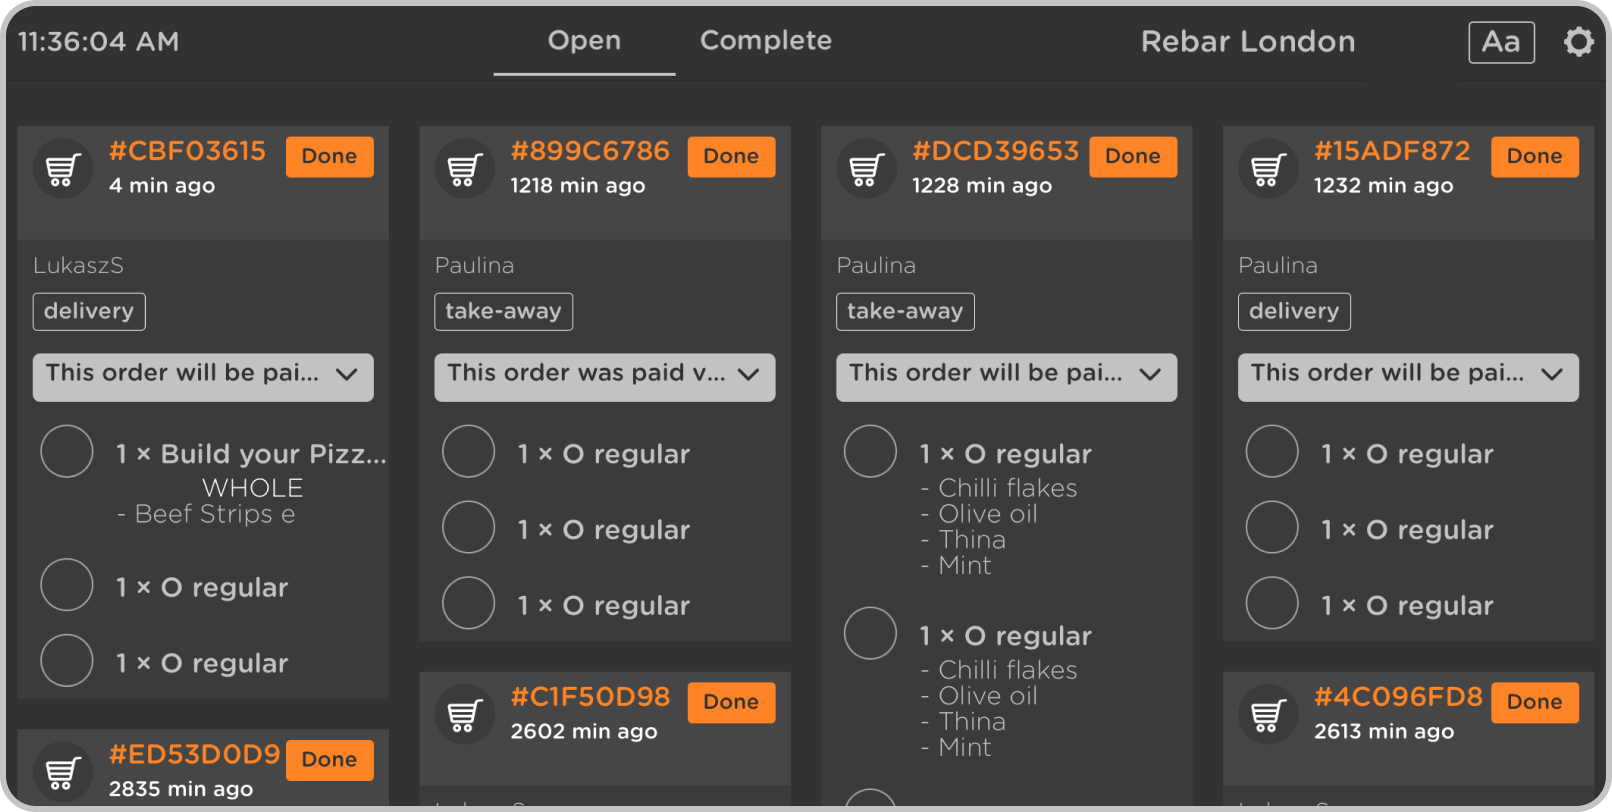 11:36:04 AM
Open
Complete
Rebar London
Aa
#CBF03615
Done
4 min ago
LukaszS
delivery
This order will be pai...
1 × Build your Pizz...
WHOLE
- Beef Strips e
1 × O regular
1 × O regular
#ED53D0D9
Done
2835 min ago
#899C6786
Done
1218 min ago
Paulina
take-away
This order was paid v...
1 × O regular
1 × O regular
1 × O regular
#C1F50D98
Done
2602 min ago
#DCD39653
Done
1228 min ago
Paulina
take-away
This order will be pai...
1 × O regular
- Chilli flakes
- Olive oil
- Thina
- Mint
1 × O regular
- Chilli flakes
- Olive oil
- Thina
- Mint
#15ADF872
Done
1232 min ago
Paulina
delivery
This order will be pai...
1 × O regular
1 × O regular
1 × O regular
#4C096FD8
Done
2613 min ago